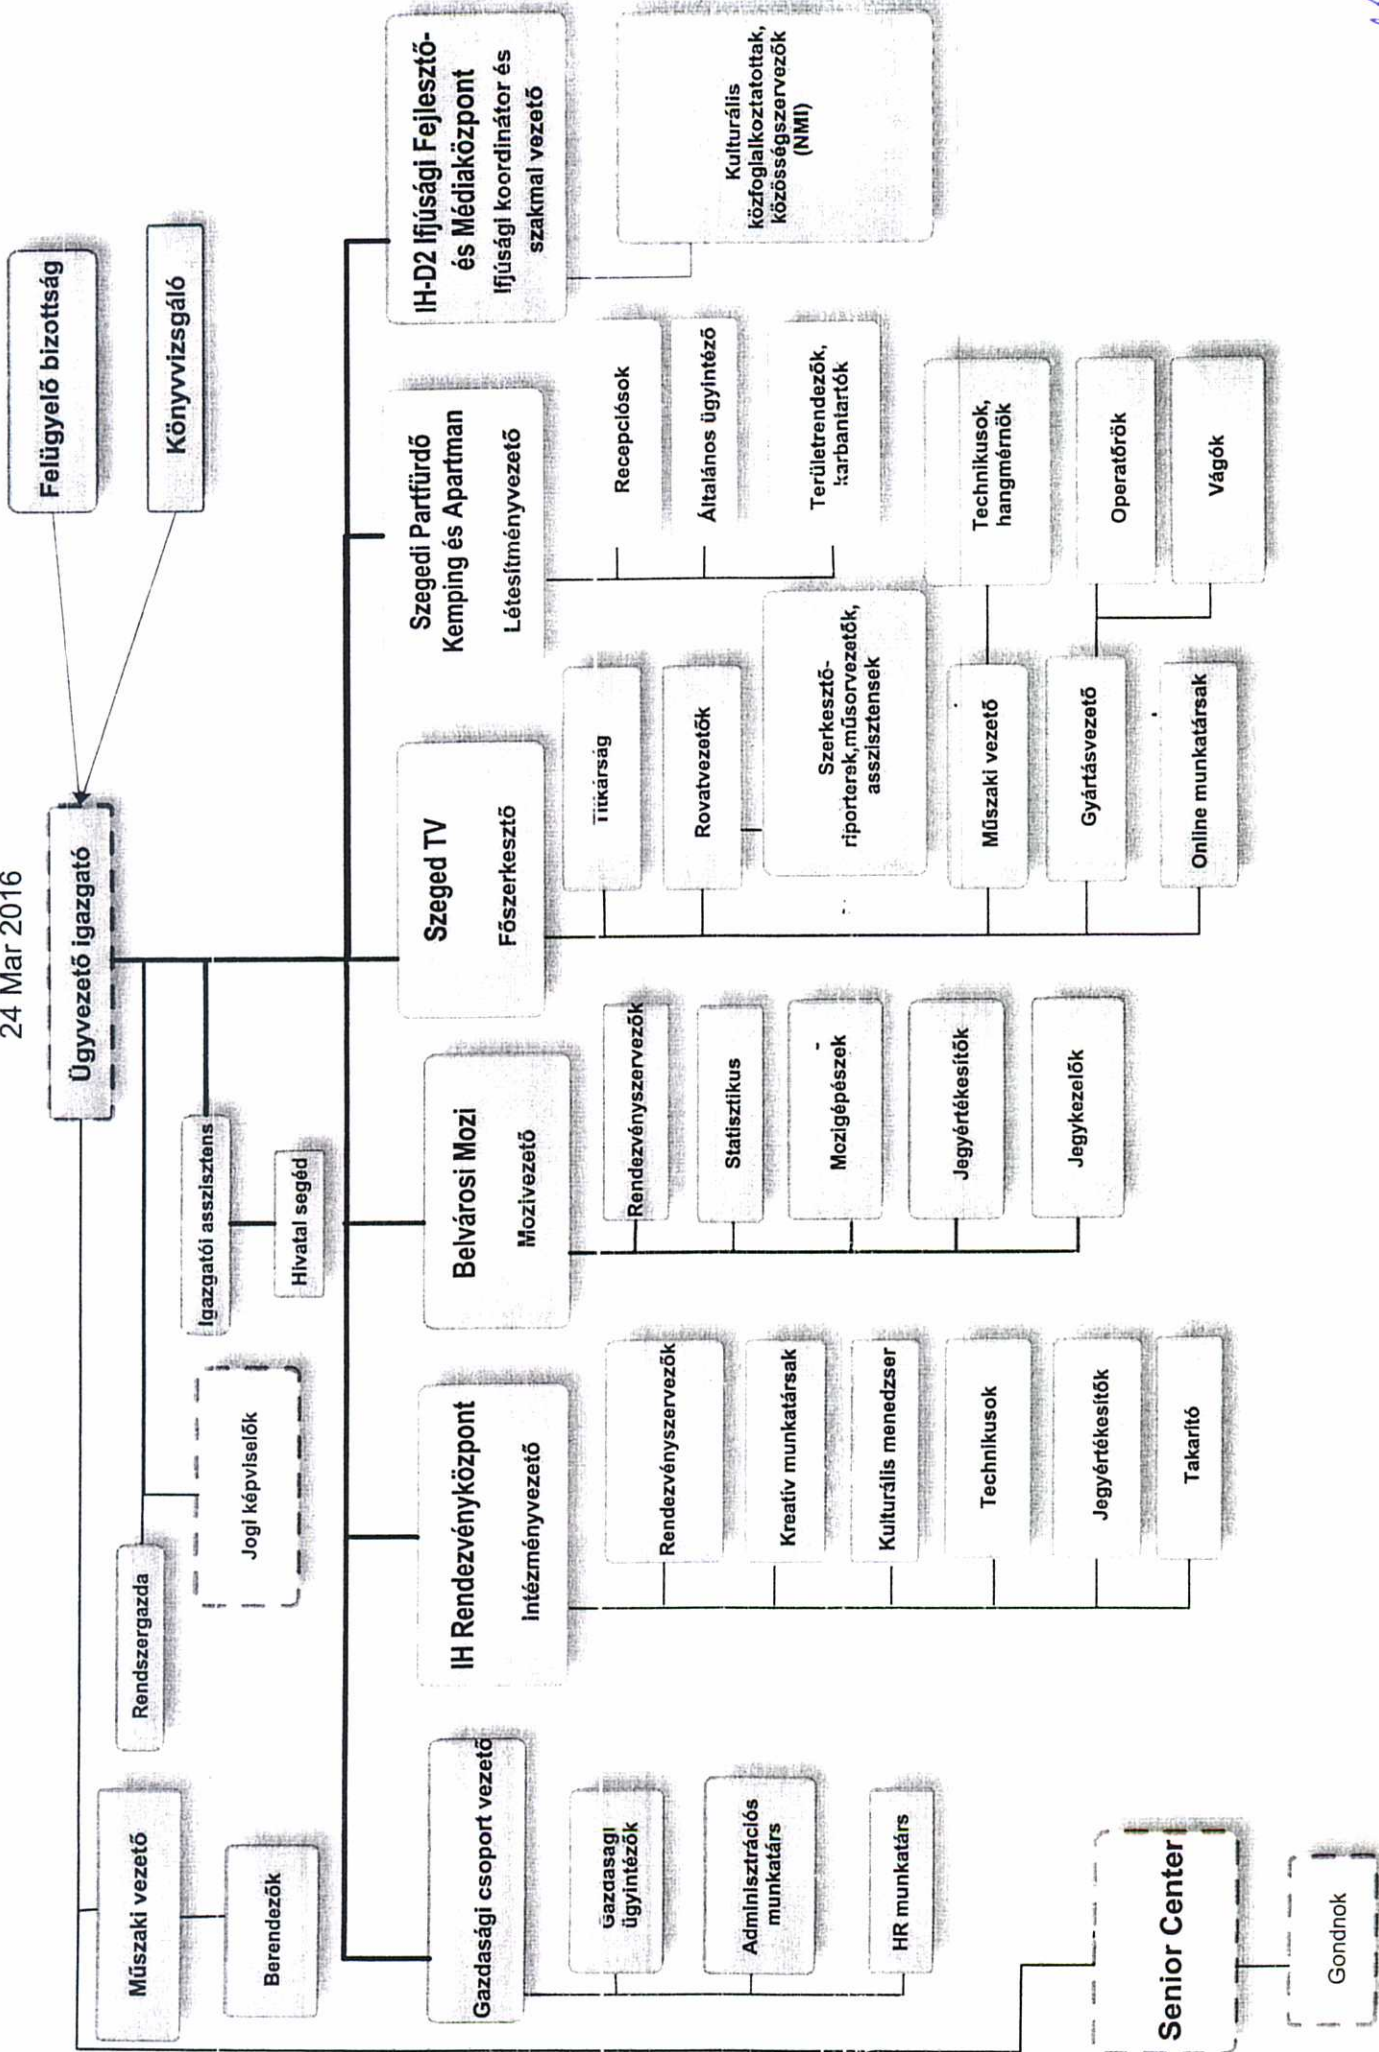 24 Mar 2016
Ügyvezető igazgató
Felügyelő bizottság
Könyvvizsgáló
Műszaki vezető
Berendezők
Rendszergazda
Jogi képviselők
Igazgatói asszisztens
Hivatal segéd
Gazdasági csoport vezető
Gazdasagi
ügyintézők
Adminisztrációs
munkatárs
HR munkatárs
IH Rendezvényközpont
Intézményvezető
Rendezvényszervezők
Kreatív munkatársak
Kulturális menedzser
Technikusok
Jegyértékesítők
Takarító
Belvárosi Mozi
Mozivezető
Rendezvényszervezők
Statisztikus
Mozigépészek
Jegyértékesítők
Jegykezelők
Szeged TV
Főszerkesztő
Titkárság
Rovatvezetők
Szerkesztő-
riporterek,műsorvezetők,
asszisztensek
Műszaki vezető
Technikusok,
hangmérnök
Gyártásvezető
Operatőrök
Vágók
Online munkatársak
Szegedi Partfürdő
Kemping és Apartman
Létesítményvezető
Recepciósok
Általános ügyintéző
Területrendezők,
karbantartók
IH-D2 Ifjúsági Fejlesztő-
és Médiaközpont
Ifjúsági koordinátor és
szakmai vezető
Kulturális
közfoglalkoztatottak,
közösségszervezők
(NMI)
Senior Center
Gondnok